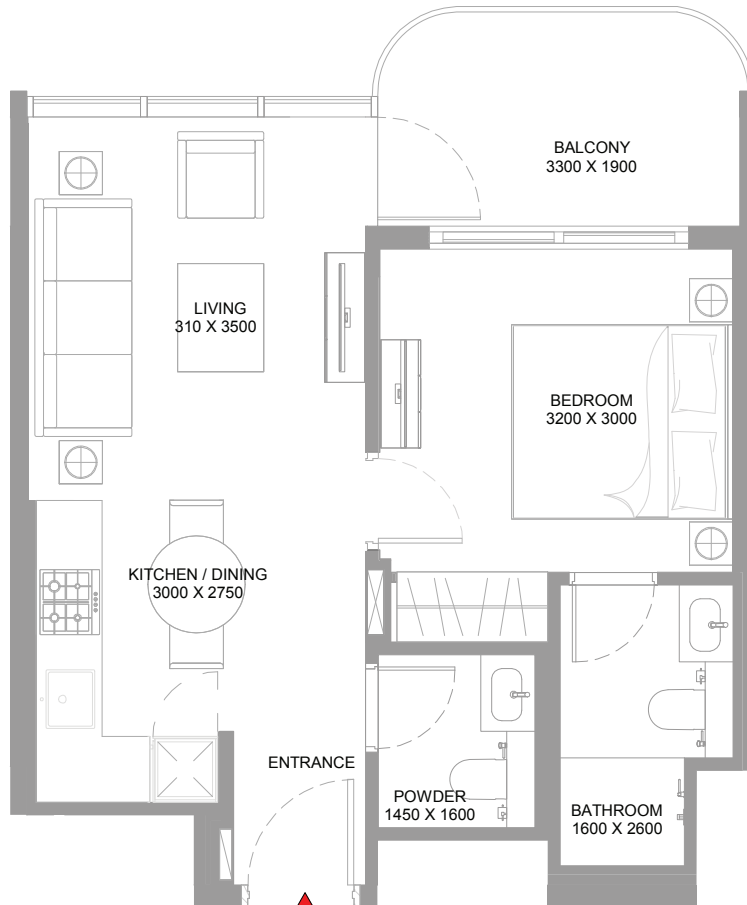 BALCONY
3300 X 1900
LIVING
310 X 3500
BEDROOM
3200 X 3000
KITCHEN / DINING
3000 X 2750
ENTRANCE
POWDER
1450 X 1600
BATHROOM
1600 X 2600